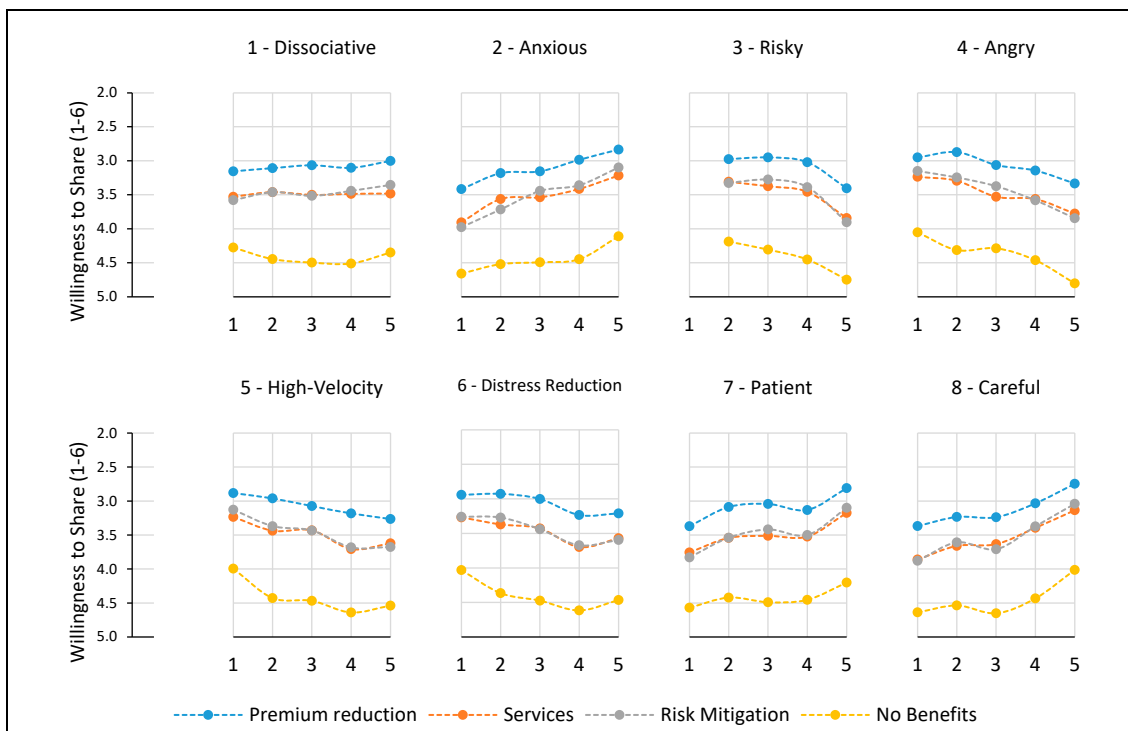 1 - Dissociative
2 - Anxious
3 - Risky
4 - Angry
Willingness to Share (1-6)
2.0
2.5
3.0
3.5
4.0
4.5
5.0
1 2 3 4 5
1 2 3 4 5
1 2 3 4 5
1 2 3 4 5
5 - High-Velocity
6 - Distress Reduction
7 - Patient
8 - Careful
Willingness to Share (1-6)
2.0
2.5
3.0
3.5
4.0
4.5
5.0
1 2 3 4 5
1 2 3 4 5
1 2 3 4 5
1 2 3 4 5
Premium reduction
Services
Risk Mitigation
No Benefits